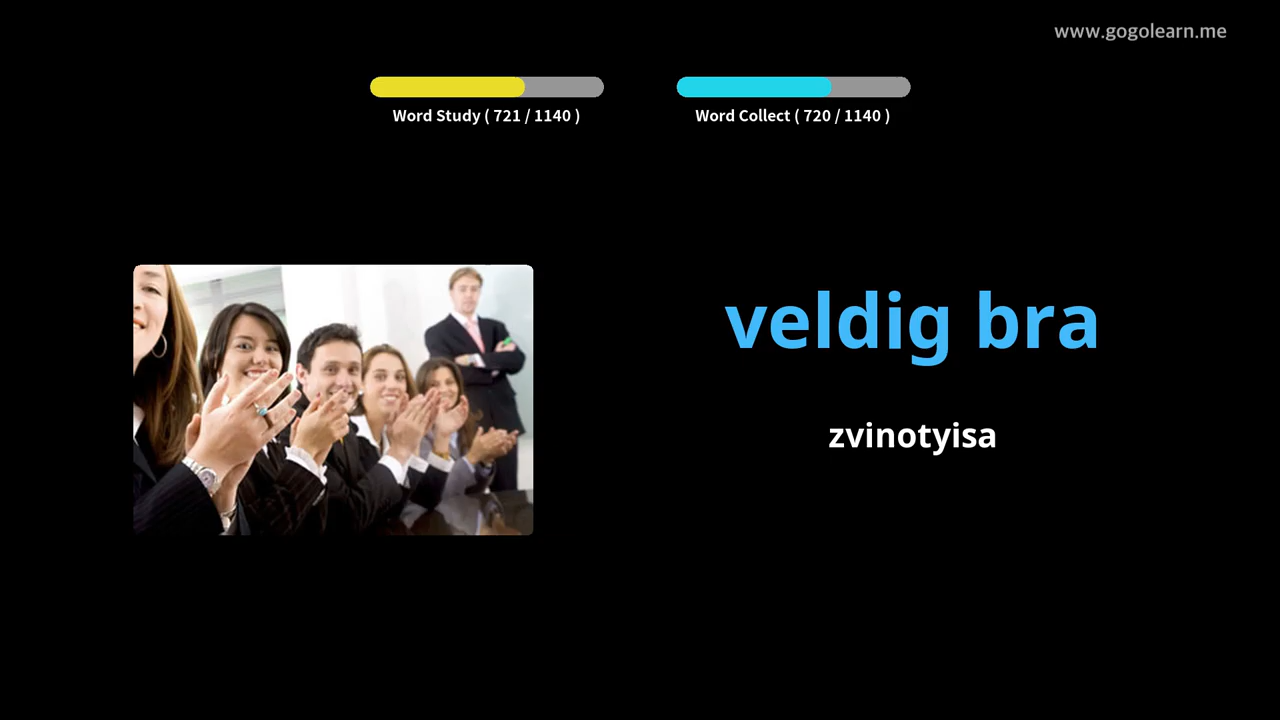 www.gogolearn.me
Word Study ( 721 / 1140 )
Word Collect ( 720 / 1140 )
veldig bra
zvinotyisa